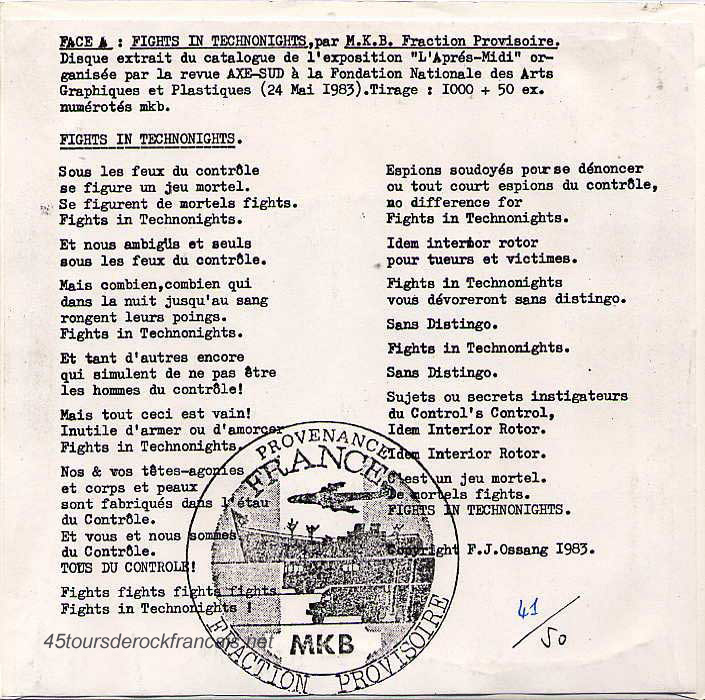 FACE A : FIGHTS IN TECHNONIGHTS,par M.K.B. Fraction Provisoire.
Disque extrait du catalogue de l'exposition "L'Aprés-Midi" or-
ganisée par la revue AXE-SUD à la Fondation Nationale des Arts
Graphiques et Plastiques (24 Mai I983).Tirage : I000 + 50 ex.
numérotés mkb.
FIGHTS IN TECHNONIGHTS.
Sous les feux du contrôle
se figure un jeu mortel.
Se figurent de mortels fights.
Fights in Technonights.
Et nous ambigüs et seuls
sous les feux du contrôle.
Mais combien,combien qui
dans la nuit jusqu'au sang
rongent leurs poings.
Fights in Technonights.
Et tant d'autres encore
qui simulent de ne pas être
les hommes du contrôle!
Mais tout ceci est vain!
Inutile d'armer ou d'amorcer
Fights in Technonights.
Nos & vos têtes-agonies
et corps et peaux
sont fabriqués dans l'étau
du Contrôle.
Et vous et nous sommes
du Contrôle.
TOUS DU CONTROLE!
Fights fights fights fights
Fights in Technonights !
Espions soudoyés pour se dénoncer
ou tout court espions du contrôle,
no difference for
Fights in Technonights.
Idem interior rotor
pour tueurs et victimes.
Fights in Technonights
vous dévoreront sans distingo.
Sans Distingo.
Fights in Technonights.
Sans Distingo.
Sujets ou secrets instigateurs
du Control's Control,
Idem Interior Rotor.
Idem Interior Rotor.
C'est un jeu mortel.
De mortels fights.
FIGHTS IN TECHNONIGHTS.
Copyright F.J.Ossang I983.
PROVENANCE
FRANCE
MKB
FRACTION PROVISOIRE
41/50
45toursderockfrancais.net